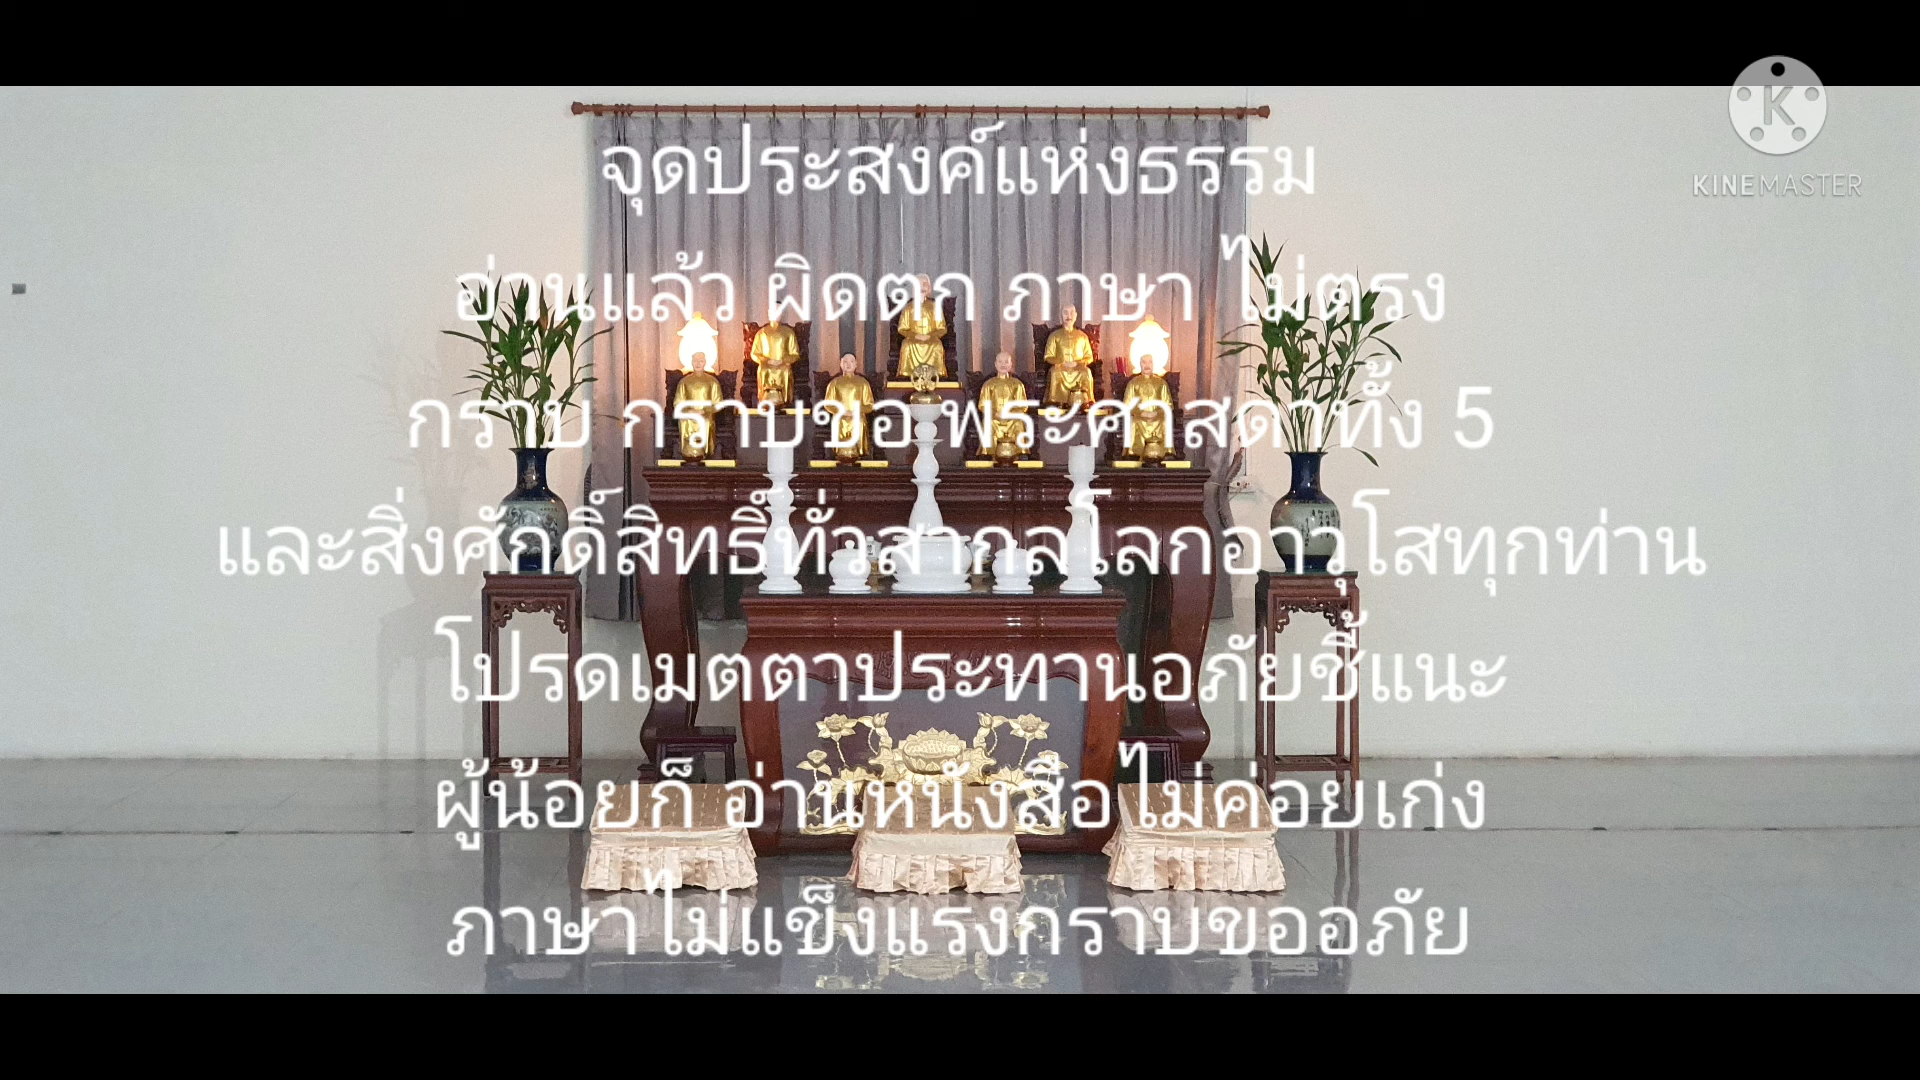 KINEMASTER
จุดประสงค์แห่งธรรม
อ่านแล้ว ผิดตก ภาษา ไม่ตรง
กราบ กราบขอ พระศาสดาทั้ง 5
และสิ่งศักดิ์สิทธิ์ทั่วสากลโลกอาวุโสทุกท่าน
โปรดเมตตาประทานอภัยชี้แนะ
ผู้น้อยก็ อ่านหนังสือไม่ค่อยเก่ง
ภาษาไม่แข็งแรงกราบขออภัย